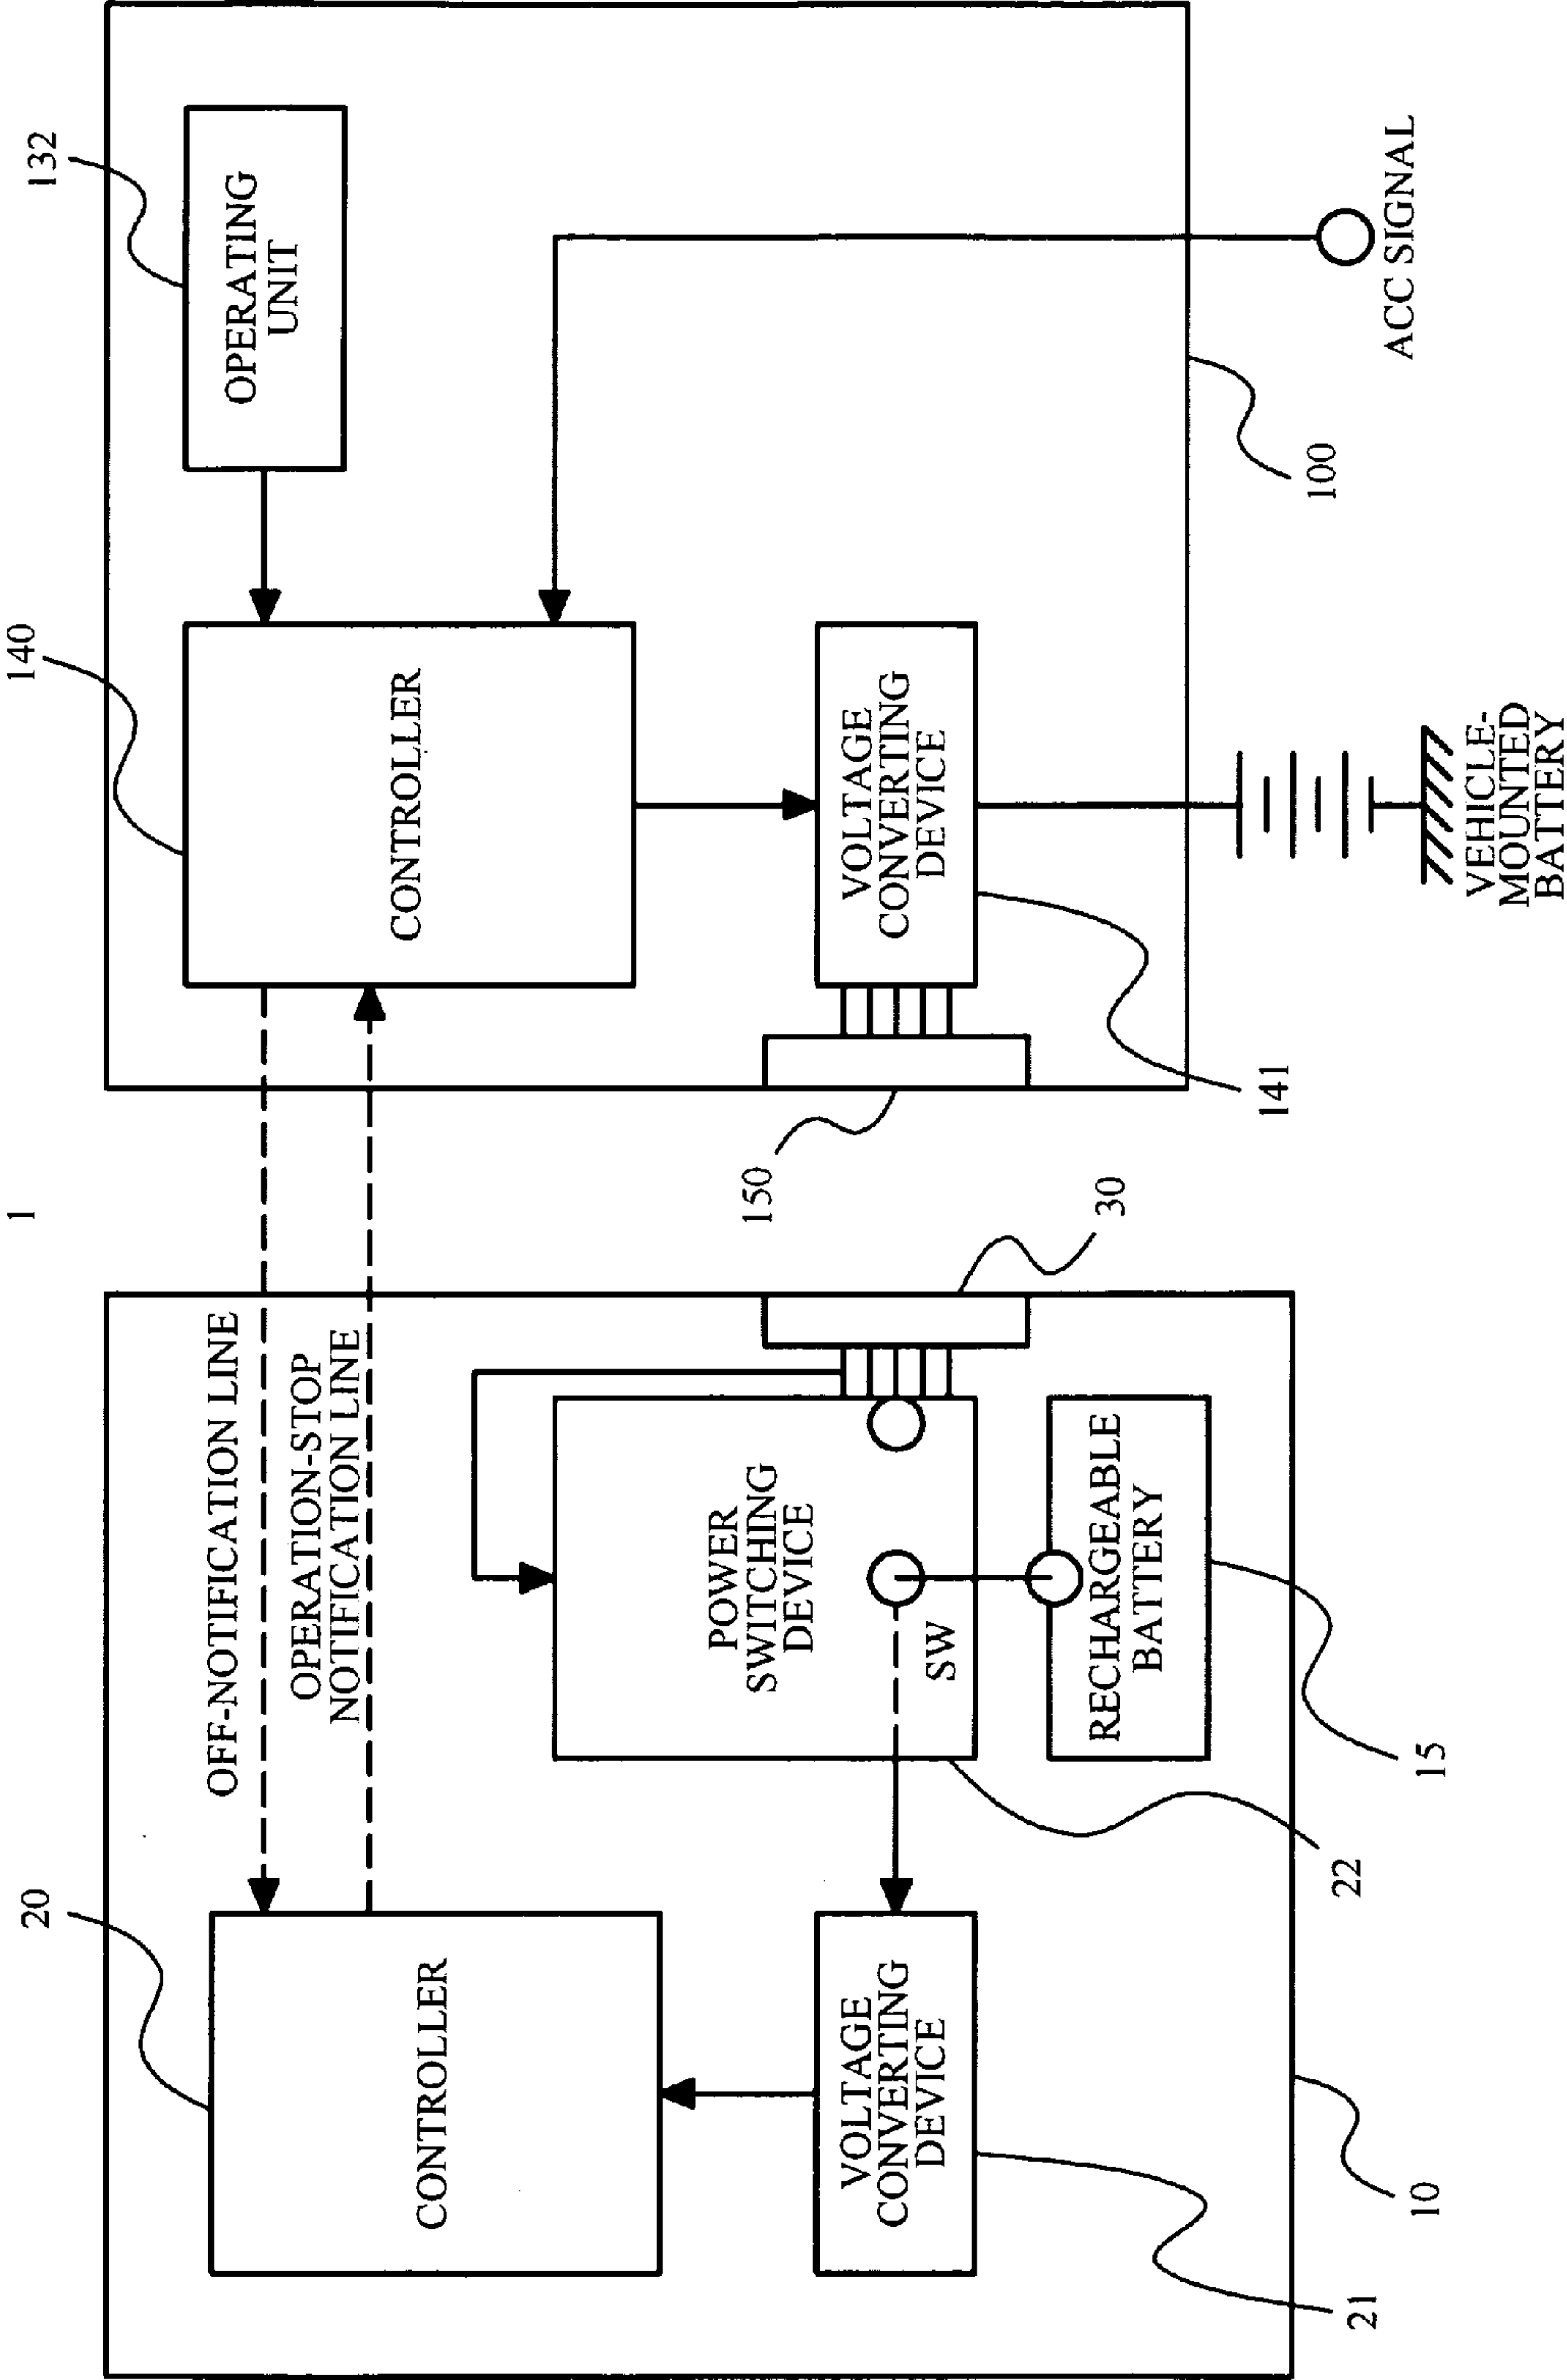 1
20
140
132
OFF-NOTIFICATION LINE
OPERATION-STOP
NOTIFICATION LINE
OPERATING
UNIT
CONTROLLER
CONTROLLER
POWER
SWITCHING
DEVICE
SW
150
30
VOLTAGE
CONVERTING
DEVICE
VOLTAGE
CONVERTING
DEVICE
RECHARGEABLE
BATTERY
21
10
22
15
141
100
VEHICLE-
MOUNTED
BATTERY
ACC SIGNAL